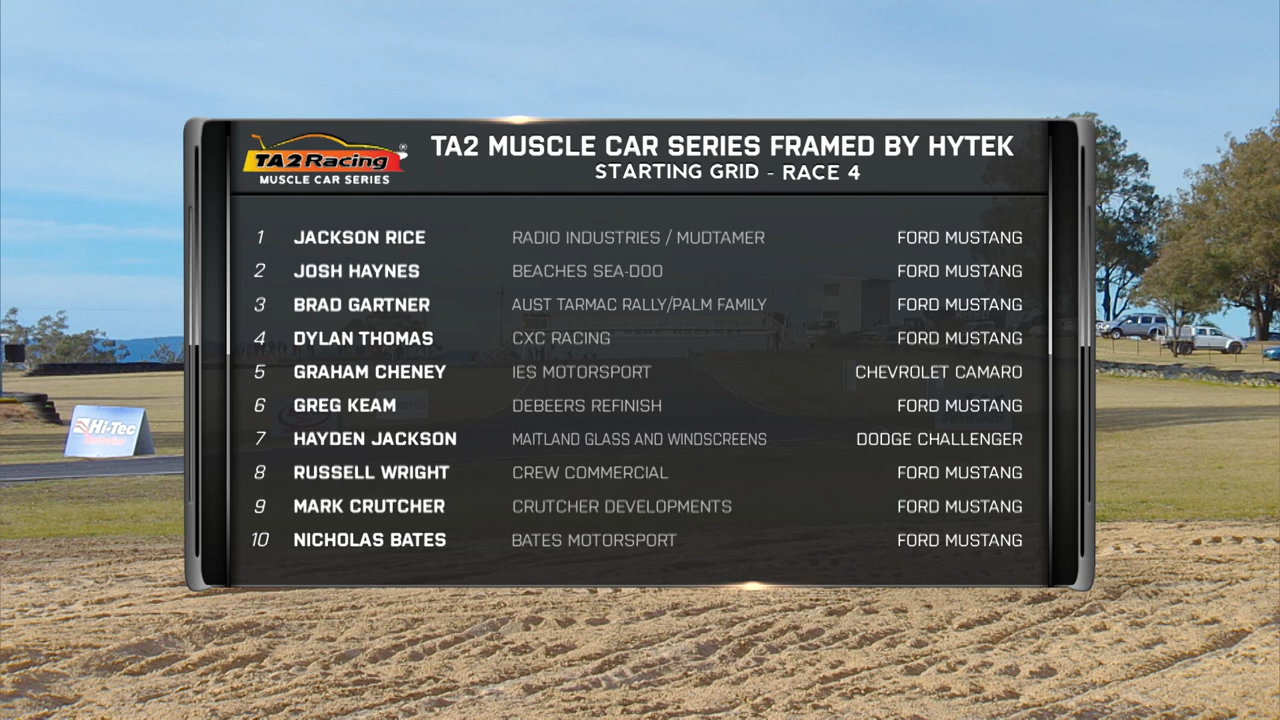 TA2 Racing
MUSCLE CAR SERIES
TA2 MUSCLE CAR SERIES FRAMED BY HYTEK
STARTING GRID - RACE 4
1 JACKSON RICE RADIO INDUSTRIES / MUDTAMER FORD MUSTANG
2 JOSH HAYNES BEACHES SEA-DOO FORD MUSTANG
3 BRAD GARTNER AUST TARMAC RALLY/PALM FAMILY FORD MUSTANG
4 DYLAN THOMAS CXC RACING FORD MUSTANG
5 GRAHAM CHENEY IES MOTORSPORT CHEVROLET CAMARO
6 GREG KEAM DEBEERS REFINISH FORD MUSTANG
7 HAYDEN JACKSON MAITLAND GLASS AND WINDSCREENS DODGE CHALLENGER
8 RUSSELL WRIGHT CREW COMMERCIAL FORD MUSTANG
9 MARK CRUTCHER CRUTCHER DEVELOPMENTS FORD MUSTANG
10 NICHOLAS BATES BATES MOTORSPORT FORD MUSTANG
Hi-Tec